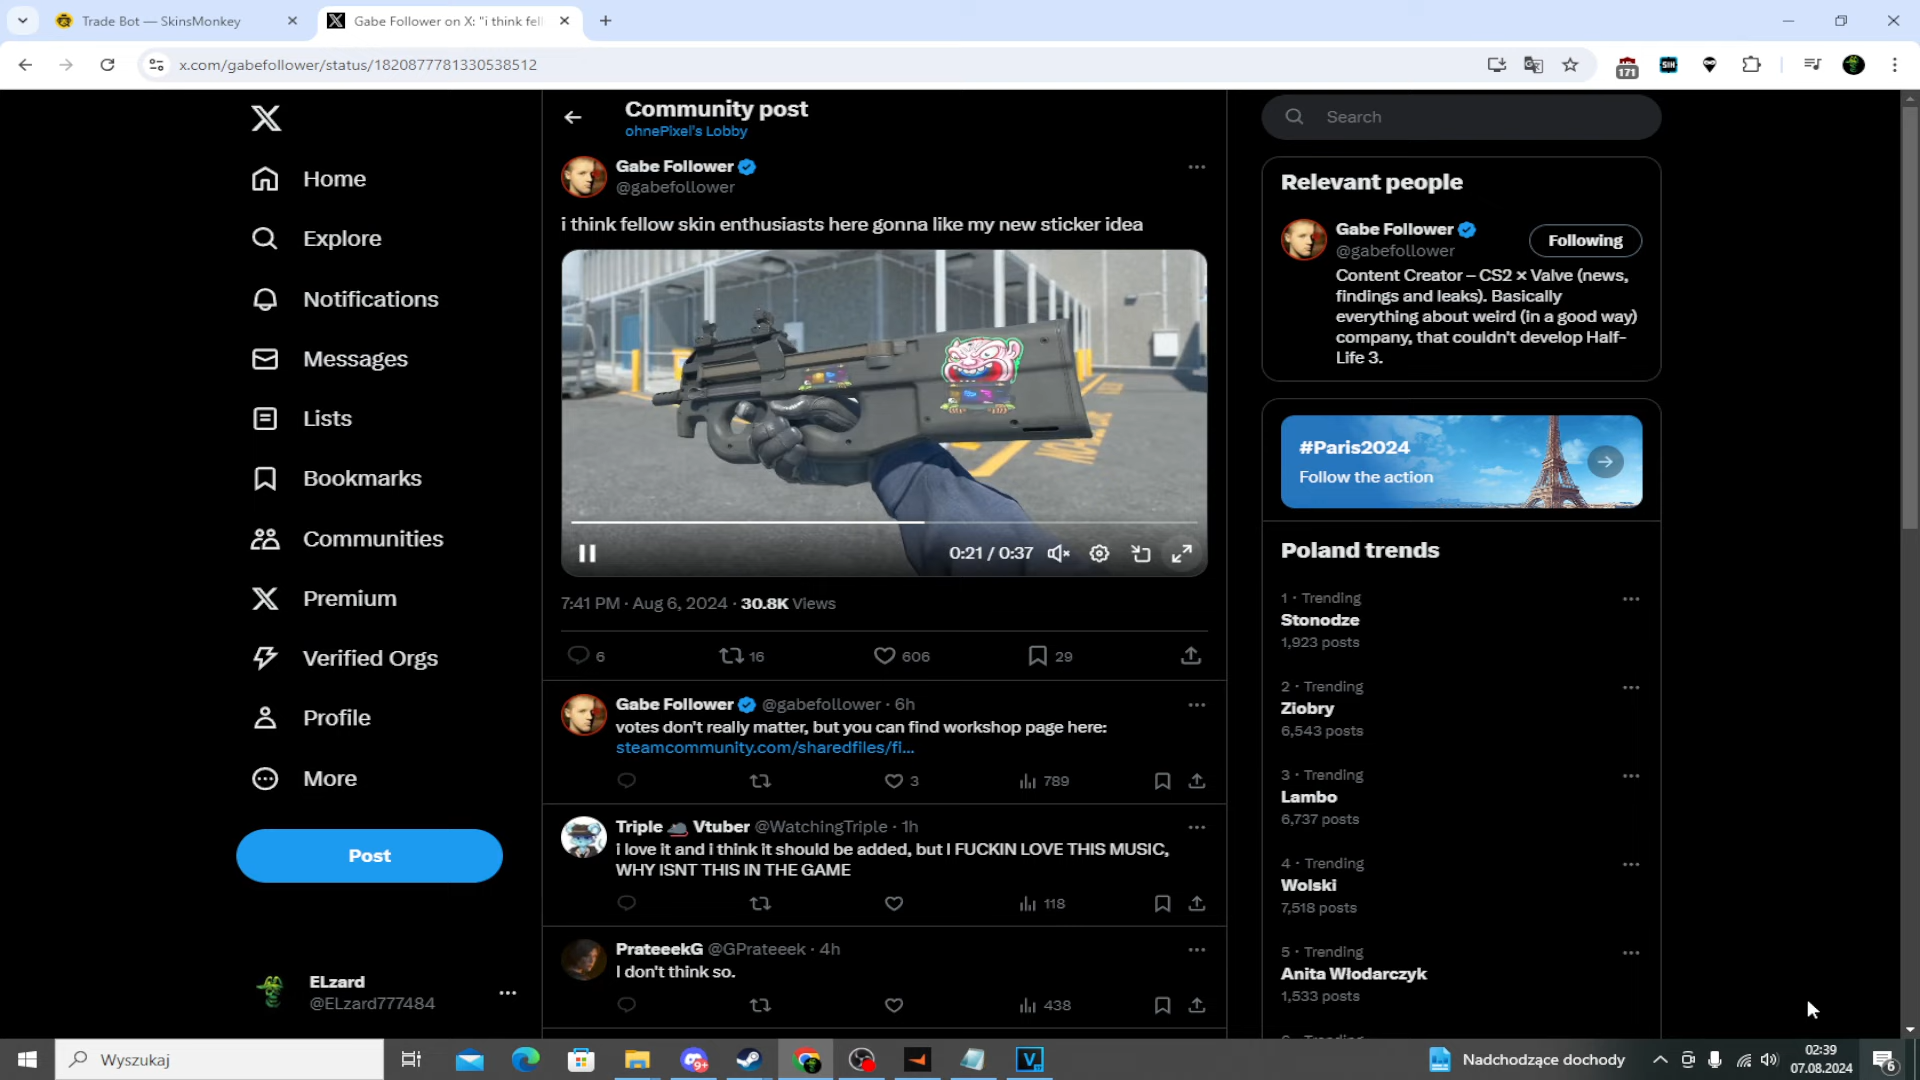 Trade Bot — SkinsMonkey
Gabe Follower on X: "i think fell
x.com/gabefollower/status/1820877781330538512
171
SIH
Community post
ohnePixel's Lobby
Home
Explore
Notifications
Messages
Lists
Bookmarks
Communities
Premium
Verified Orgs
Profile
More
Post
ELzard
@ELzard777484
Gabe Follower
@gabefollower
i think fellow skin enthusiasts here gonna like my new sticker idea
0:21 / 0:37
7:41 PM · Aug 6, 2024 · 30.8K Views
6 16 606 29
Gabe Follower @gabefollower · 6h
votes don't really matter, but you can find workshop page here:
steamcommunity.com/sharedfiles/fi...
3 789
Triple Vtuber @WatchingTriple · 1h
i love it and i think it should be added, but I FUCKIN LOVE THIS MUSIC,
WHY ISNT THIS IN THE GAME
118
PrateeekG @GPrateeek · 4h
I don't think so.
438
Search
Relevant people
Gabe Follower
@gabefollower
Following
Content Creator – CS2 × Valve (news,
findings and leaks). Basically
everything about weird (in a good way)
company, that couldn't develop Half-
Life 3.
#Paris2024
Follow the action
Poland trends
1 · Trending
Stonodze
1,923 posts
2 · Trending
Ziobry
6,543 posts
3 · Trending
Lambo
6,737 posts
4 · Trending
Wolski
7,518 posts
5 · Trending
Anita Włodarczyk
1,533 posts
Wyszukaj
9+
V
Nadchodzące dochody
02:39
07.08.2024
6